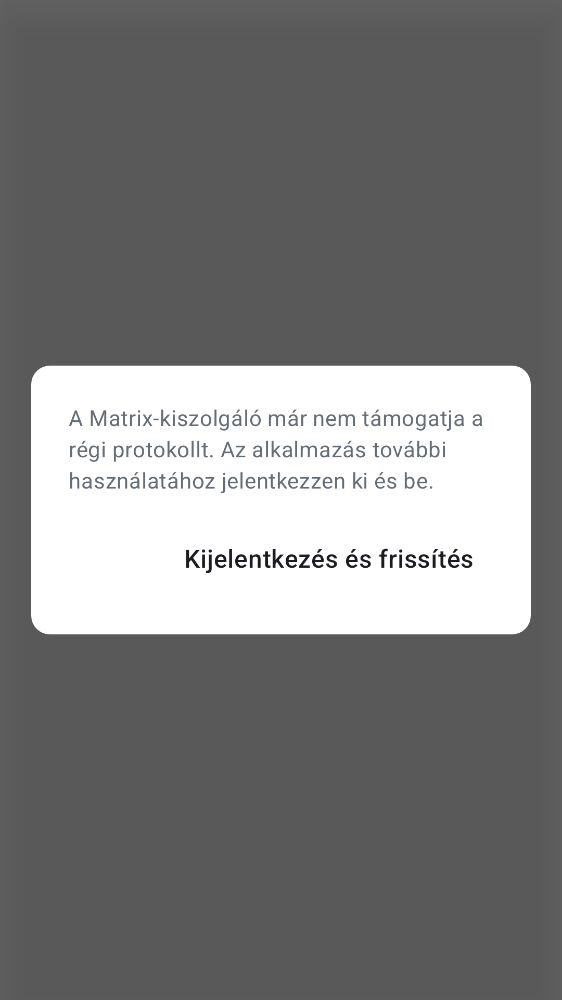 A Matrix-kiszolgáló már nem támogatja a
régi protokollt. Az alkalmazás további
használatához jelentkezzen ki és be.
Kijelentkezés és frissítés